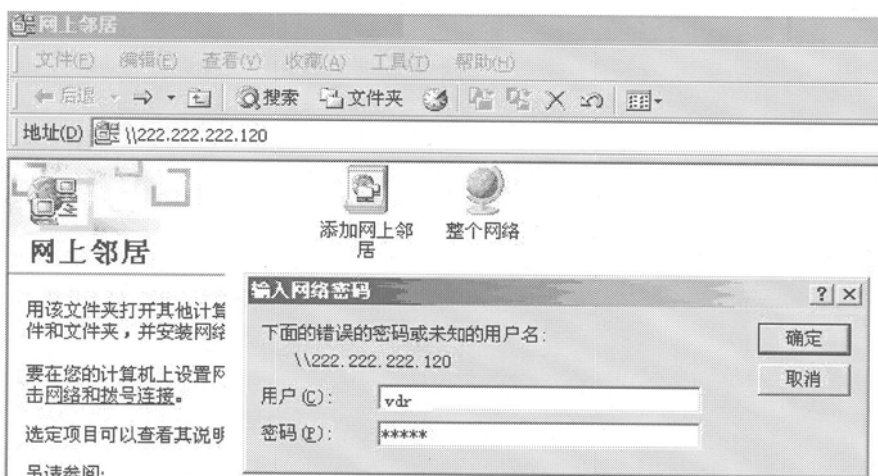 网上邻居
文件(F) 编辑(E) 查看(V) 收藏(A) 工具(T) 帮助(H)
后退 搜索 文件夹
地址(D) \\222.222.222.120
添加网上邻居 整个网络
网上邻居
输入网络密码
用该文件夹打开其他计算
件和文件夹，并安装网络
下面的错误的密码或未知的用户名:
确定
\\222.222.222.120
要在您的计算机上设置网
击网络和拨号连接。
取消
用户(C): vdr
选定项目可以查看其说明
密码(P): *****
另请参阅: